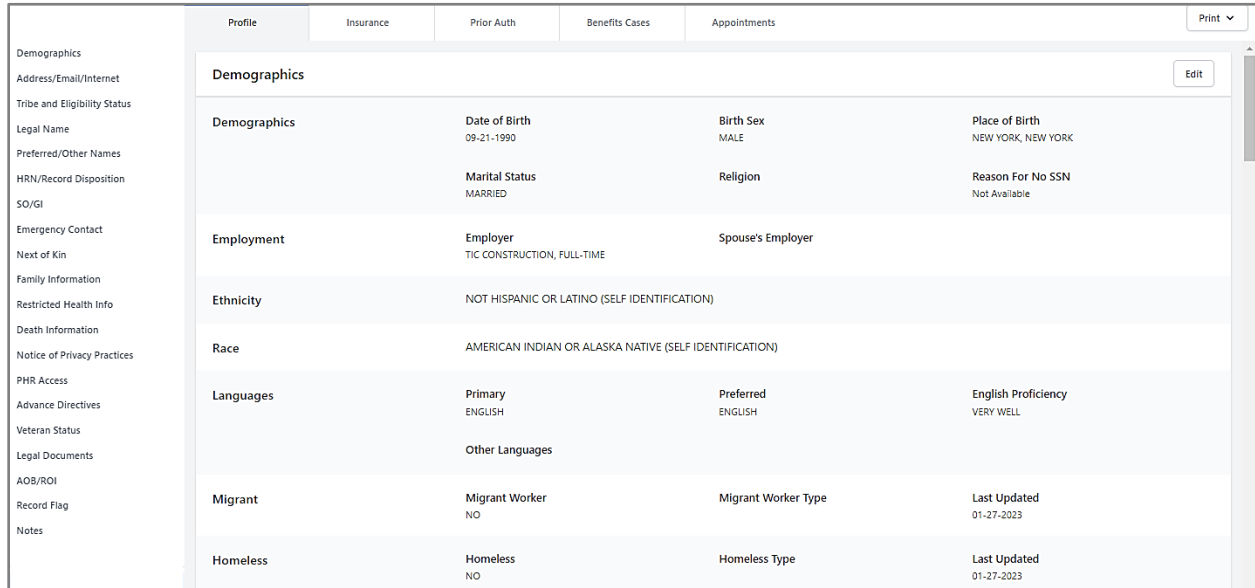 Profile
Insurance
Prior Auth
Benefits Cases
Appointments
Print
Demographics
Address/Email/Internet
Tribe and Eligibility Status
Legal Name
Preferred/Other Names
HRN/Record Disposition
SO/GI
Emergency Contact
Next of Kin
Family Information
Restricted Health Info
Death Information
Notice of Privacy Practices
PHR Access
Advance Directives
Veteran Status
Legal Documents
AOB/ROI
Record Flag
Notes
Demographics
Edit
Demographics
Date of Birth
09-21-1990
Birth Sex
MALE
Place of Birth
NEW YORK, NEW YORK
Marital Status
MARRIED
Religion
Reason For No SSN
Not Available
Employment
Employer
TIC CONSTRUCTION, FULL-TIME
Spouse's Employer
Ethnicity
NOT HISPANIC OR LATINO (SELF IDENTIFICATION)
Race
AMERICAN INDIAN OR ALASKA NATIVE (SELF IDENTIFICATION)
Languages
Primary
ENGLISH
Preferred
ENGLISH
English Proficiency
VERY WELL
Other Languages
Migrant
Migrant Worker
NO
Migrant Worker Type
Last Updated
01-27-2023
Homeless
Homeless
NO
Homeless Type
Last Updated
01-27-2023